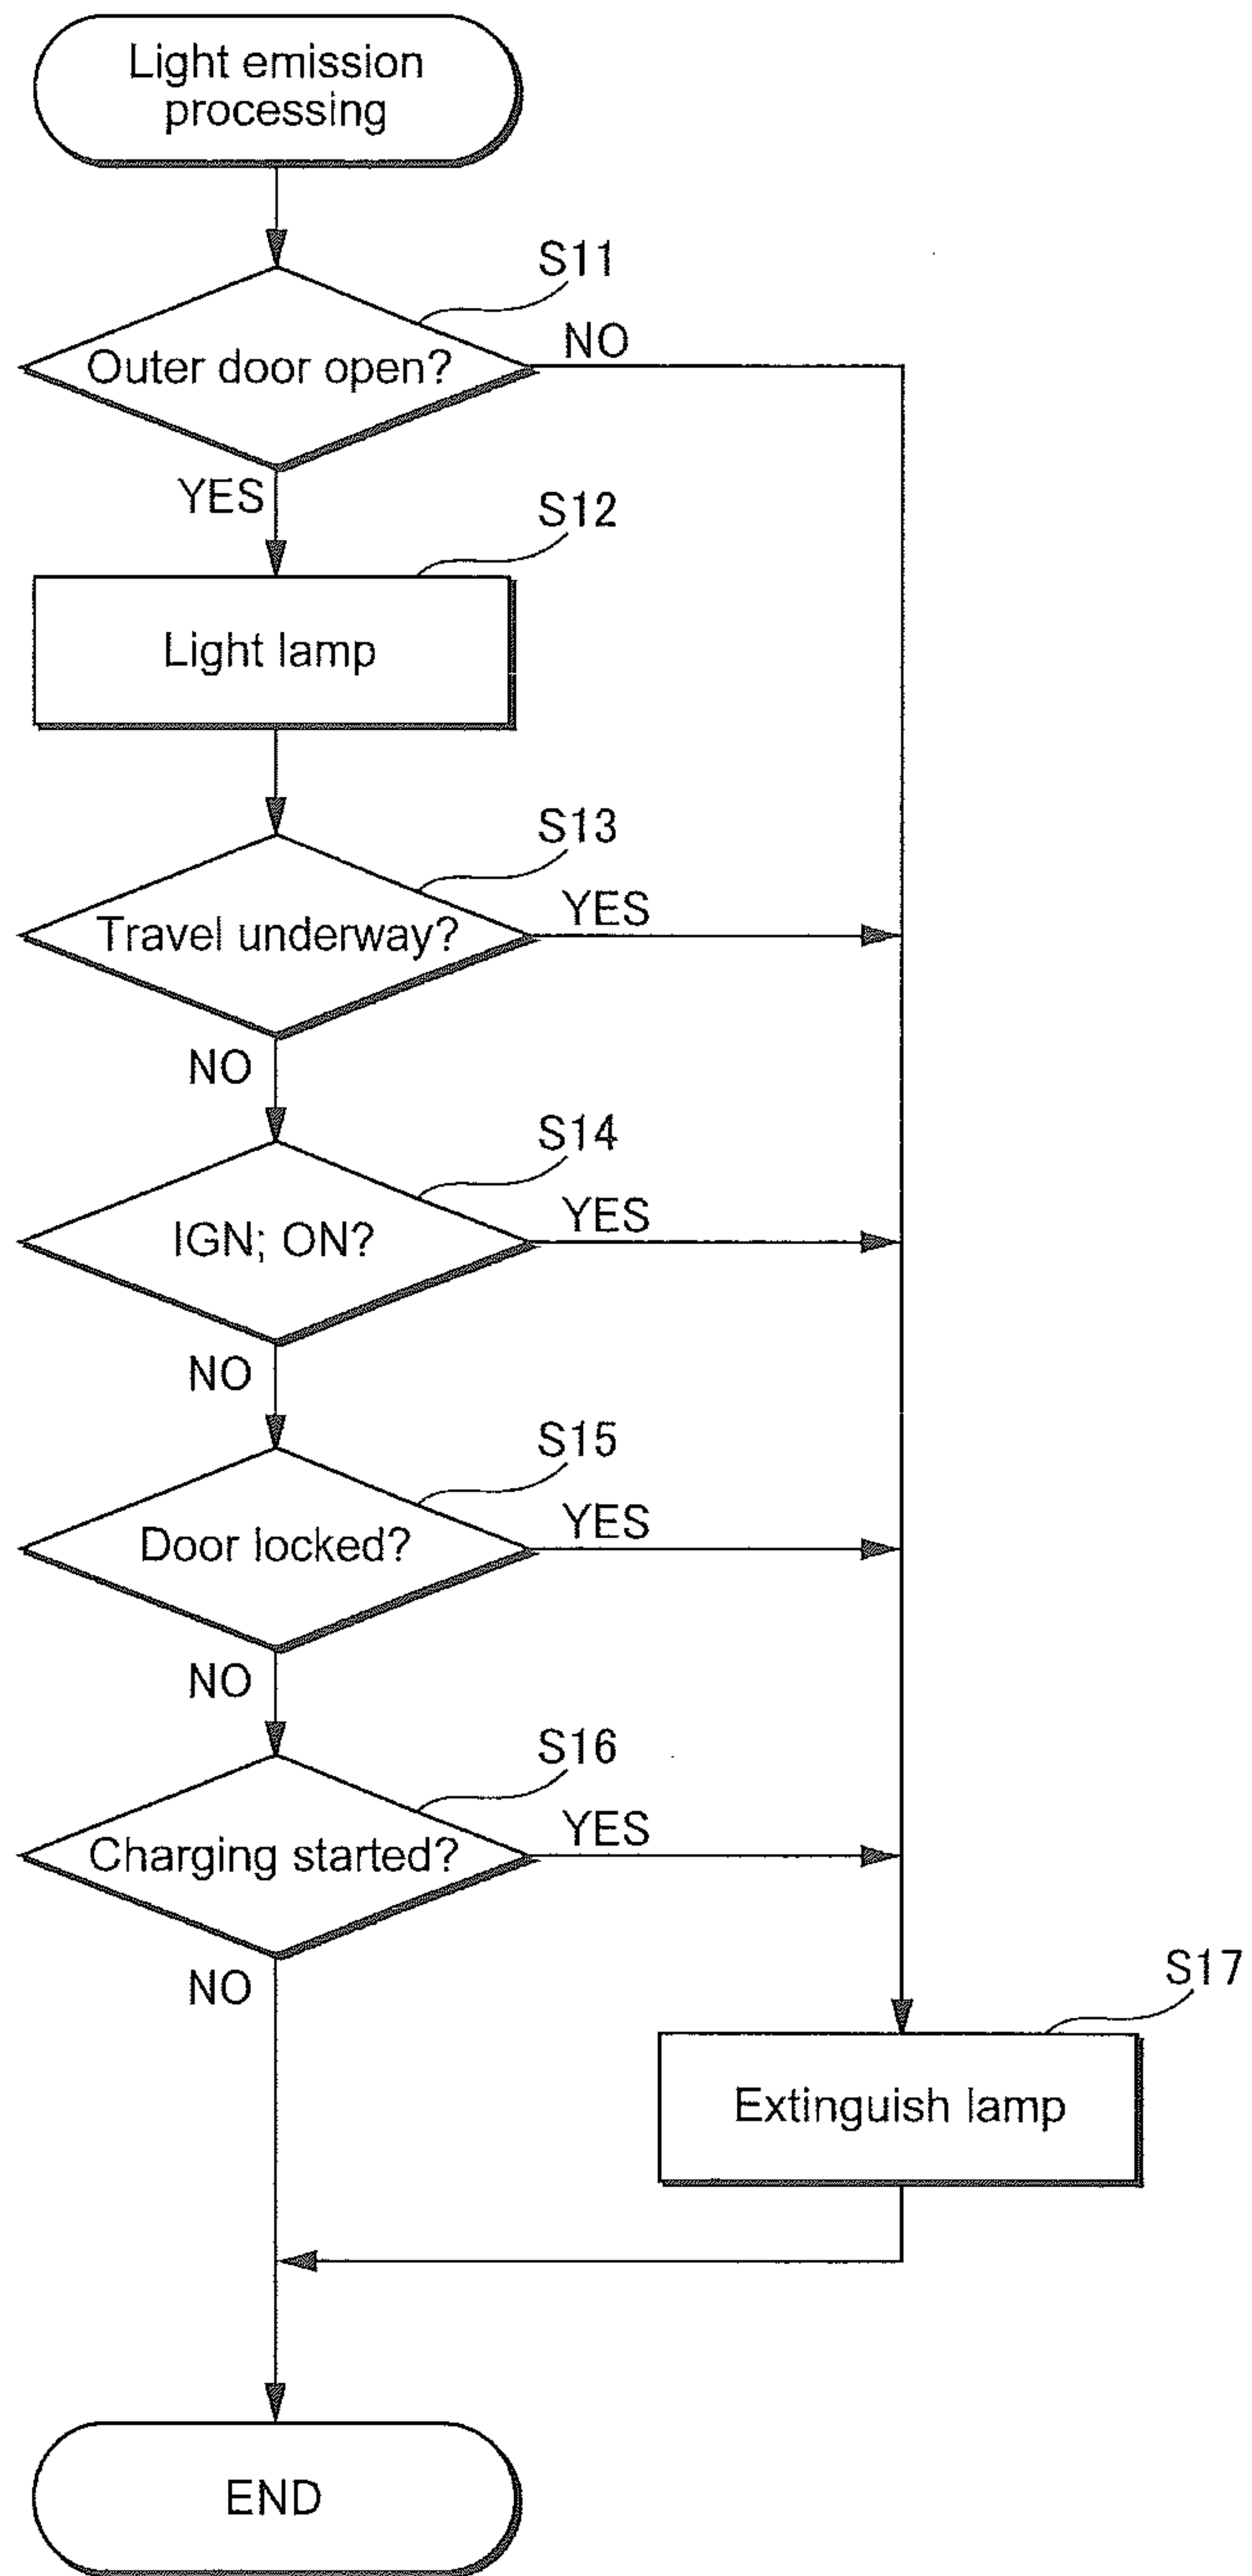 Light emission
processing
S11
Outer door open?
NO
YES
S12
Light lamp
S13
Travel underway?
YES
NO
S14
IGN; ON?
YES
NO
S15
Door locked?
YES
NO
S16
Charging started?
YES
NO
S17
Extinguish lamp
END